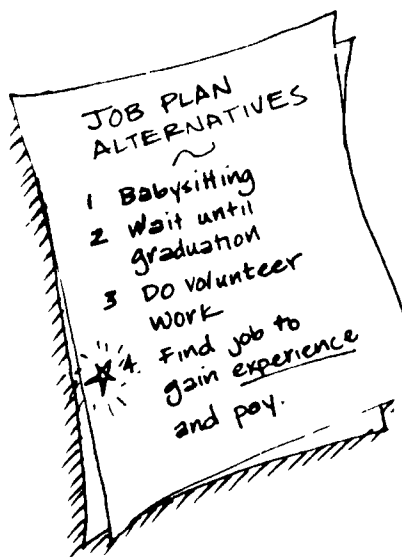 JOB PLAN
ALTERNATIVES
1 Babysitting
2 Wait until
graduation
3 Do volunteer
work
4. Find job to
gain experience
and pay.